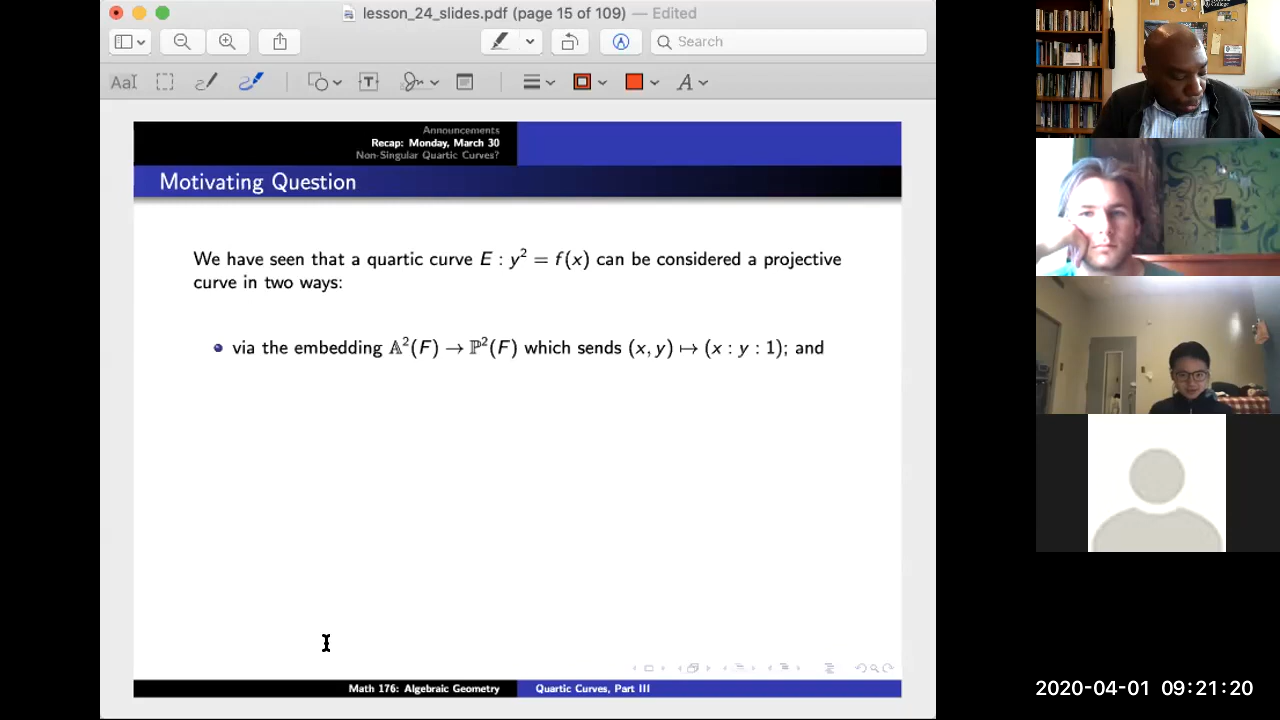 lesson_24_slides.pdf (page 15 of 109) — Edited
Search
AaI
T
A
A
Announcements
Recap: Monday, March 30
Non-Singular Quartic Curves?
Motivating Question
We have seen that a quartic curve E : y² = f(x) can be considered a projective
curve in two ways:
via the embedding 𝔸²(F) → ℙ²(F) which sends (x, y) ↦ (x : y : 1); and
Math 176: Algebraic Geometry
Quartic Curves, Part III
2020-04-01 09:21:20